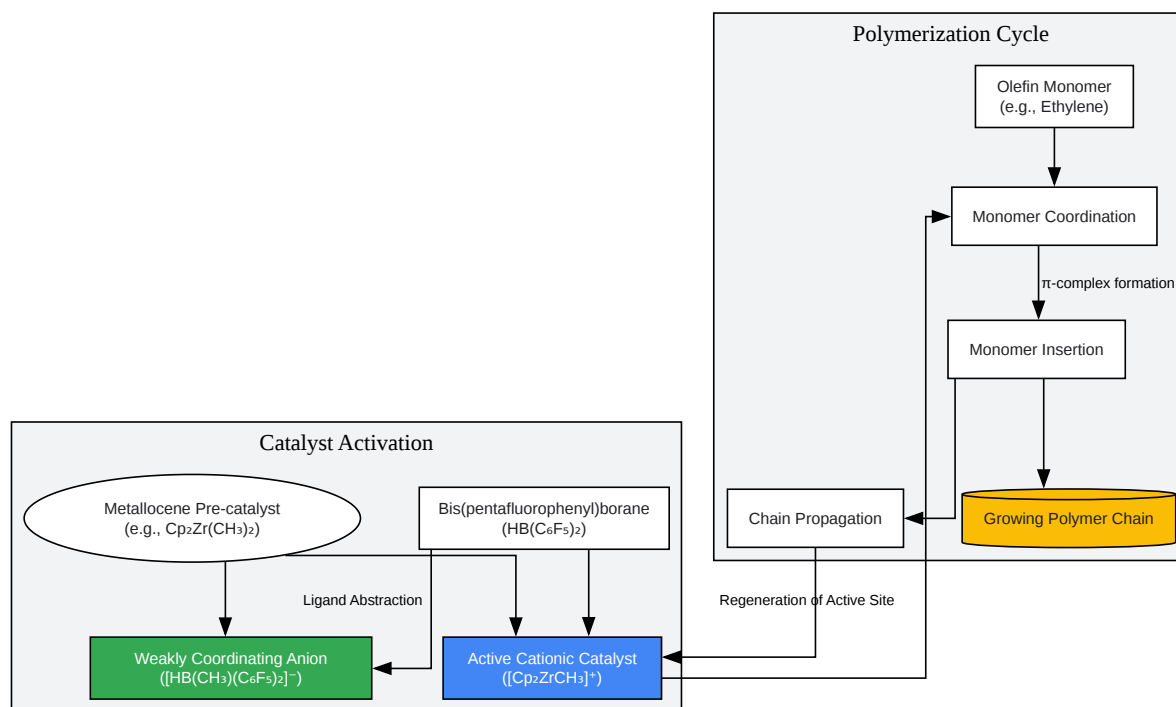 Polymerization Cycle
Olefin Monomer
(e.g., Ethylene)
Monomer Coordination
π-complex formation
Monomer Insertion
Catalyst Activation
Metallocene Pre-catalyst
(e.g., Cp₂Zr(CH₃)₂)
Bis(pentafluorophenyl)borane
(HB(C₆F₅)₂)
Chain Propagation
Growing Polymer Chain
Ligand Abstraction
Regeneration of Active Site
Weakly Coordinating Anion
([HB(CH₃)(C₆F₅)₂]⁻)
Active Cationic Catalyst
([Cp₂ZrCH₃]⁺)